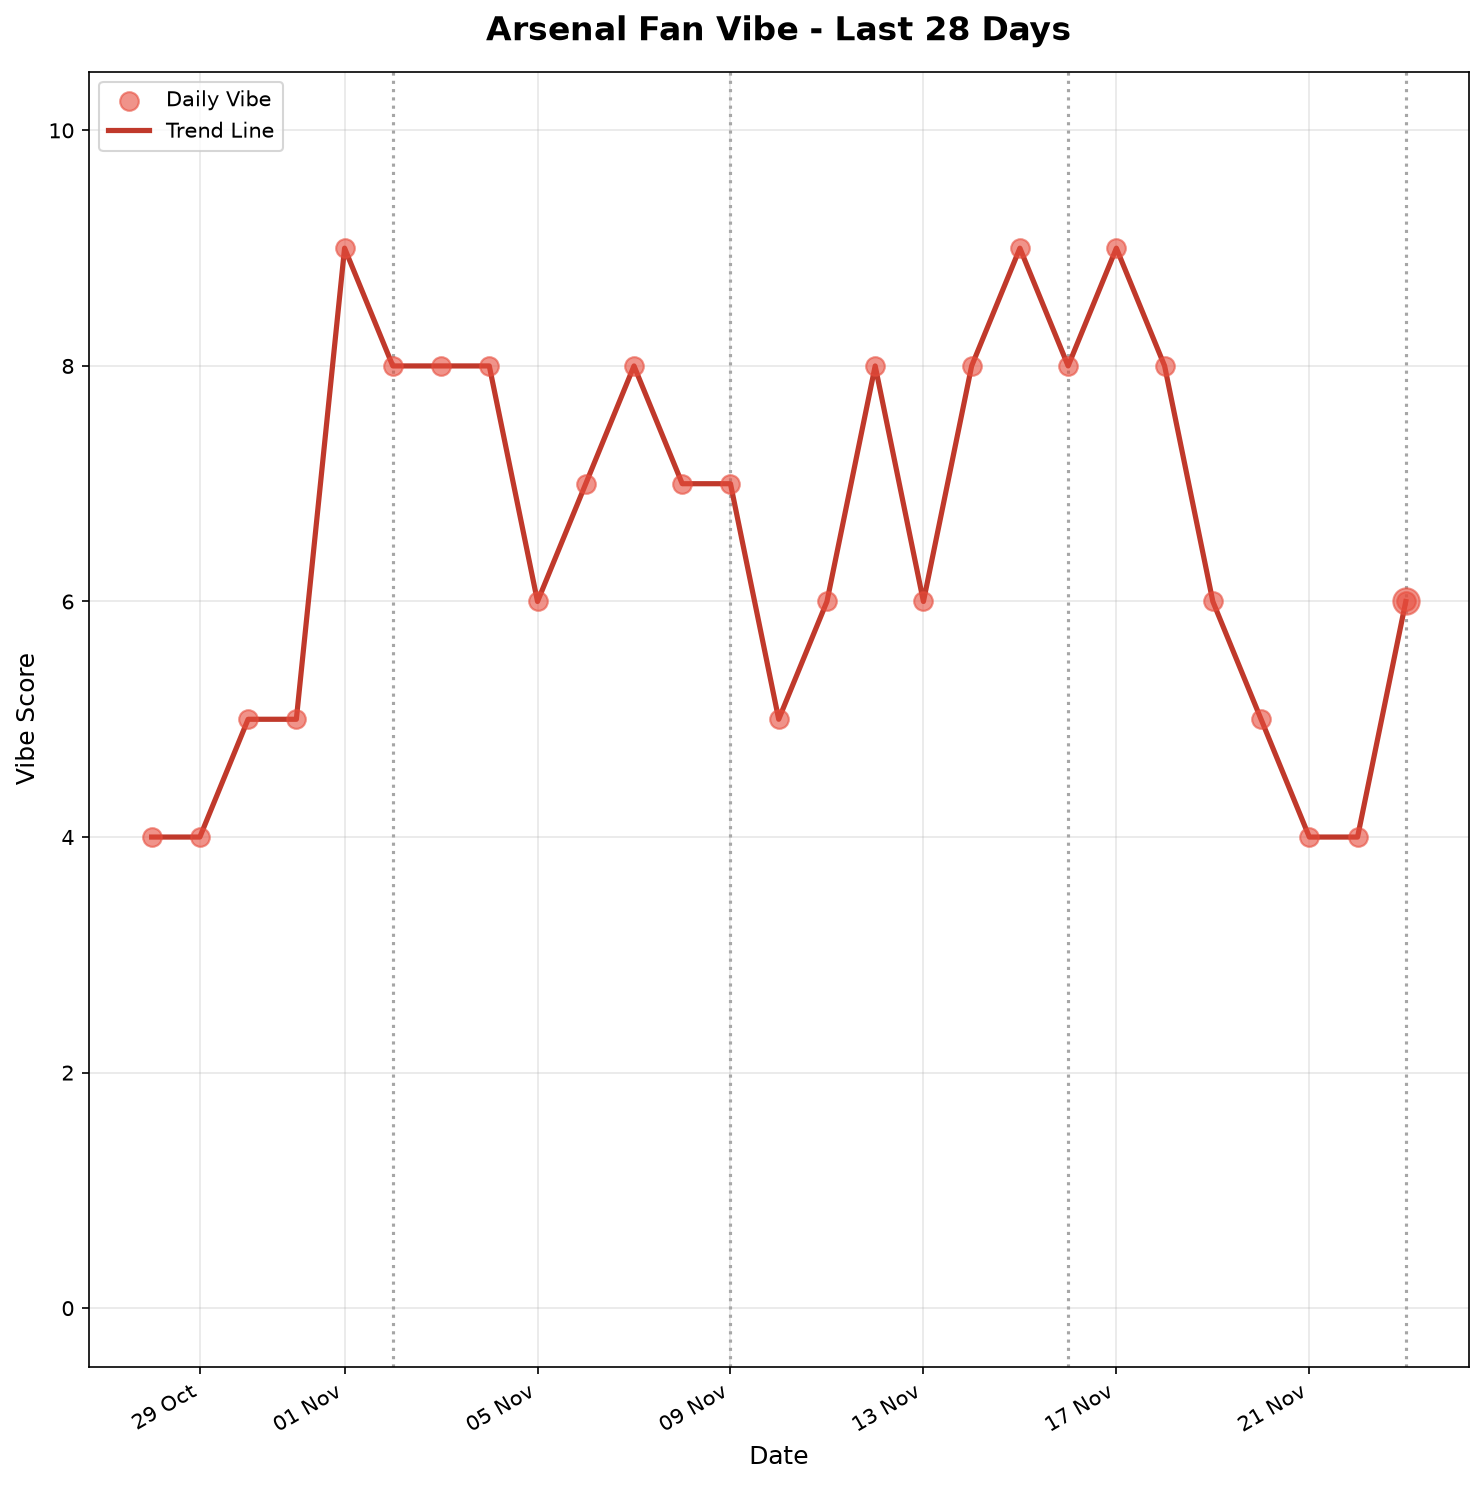 Arsenal Fan Vibe - Last 28 Days
Daily Vibe
Trend Line
Vibe Score
10
8
6
4
2
0
29 Oct
01 Nov
05 Nov
09 Nov
13 Nov
17 Nov
21 Nov
Date